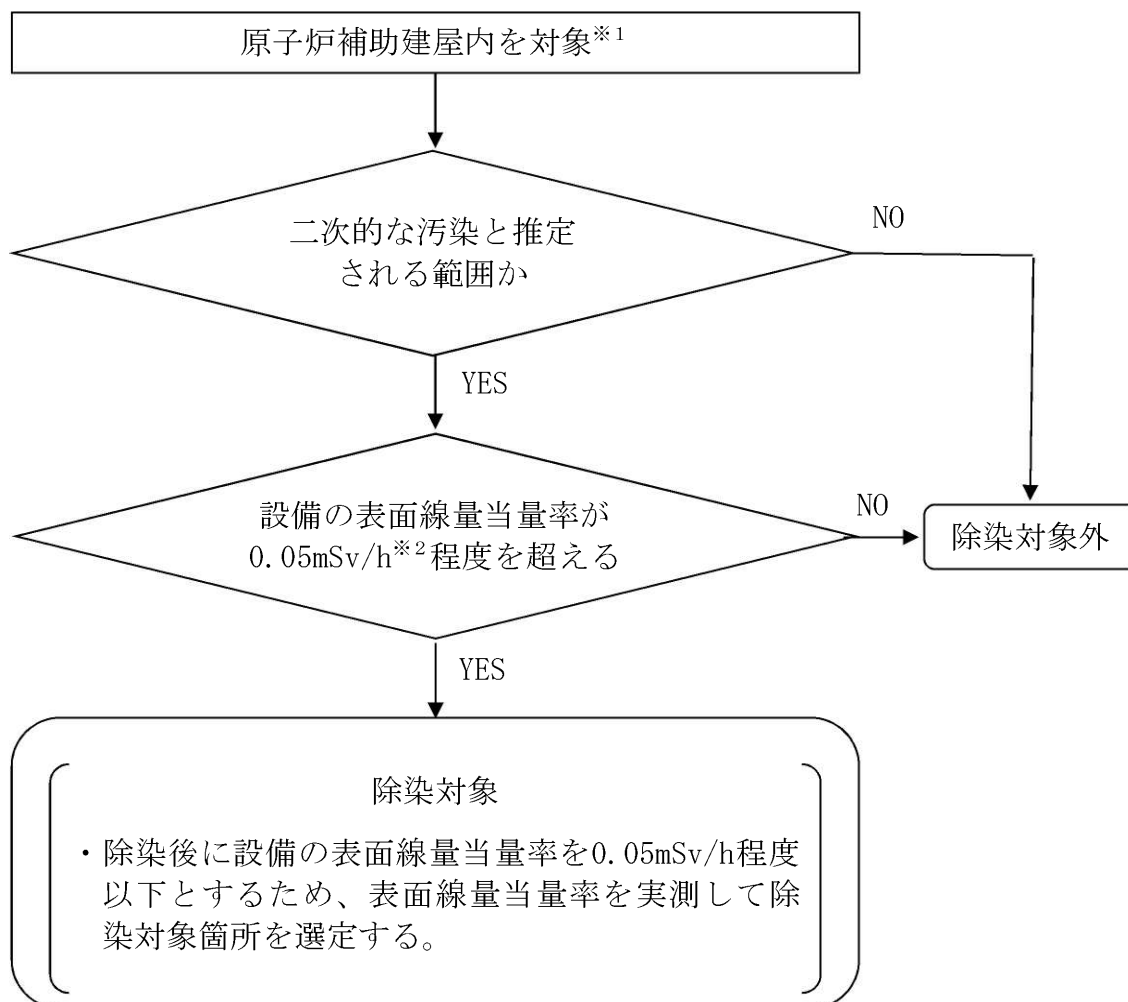 原子炉補助建屋内を対象※1
二次的な汚染と推定
される範囲か
NO
YES
設備の表面線量当量率が
0.05mSv/h※2程度を超える
NO
除染対象外
YES
除染対象
・除染後に設備の表面線量当量率を0.05mSv/h程度
以下とするため、表面線量当量率を実測して除
染対象箇所を選定する。